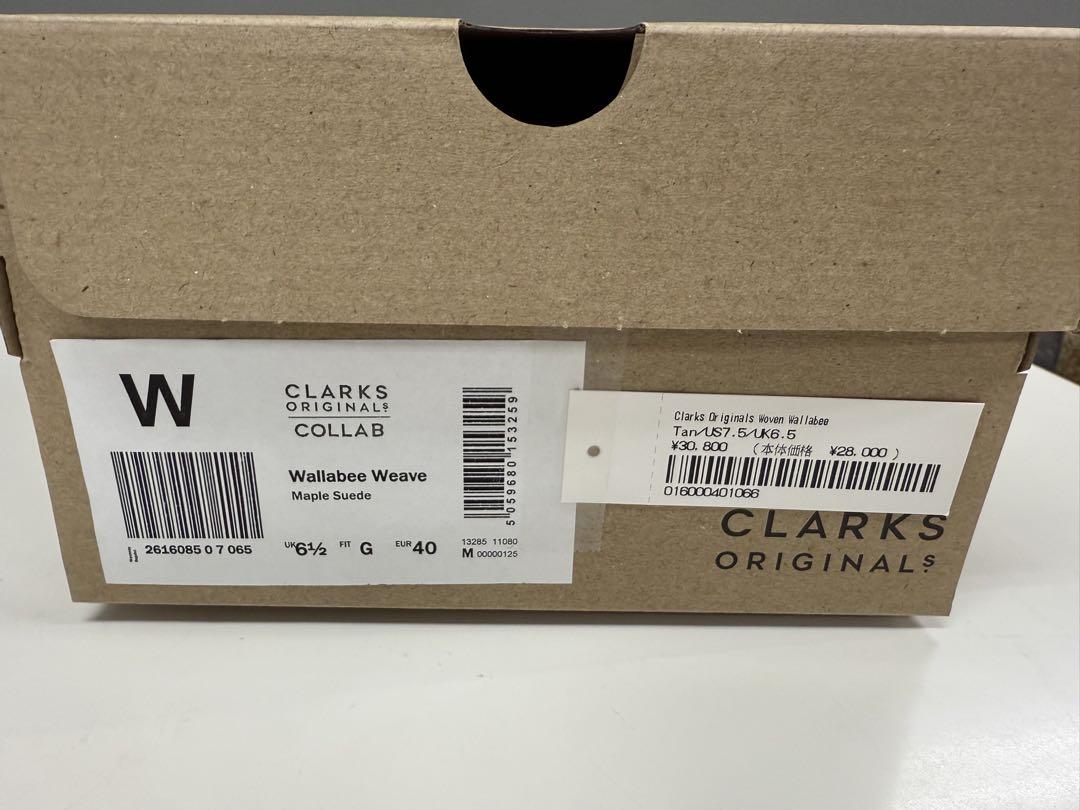 W
CLARKS
ORIGINALS
COLLAB
Wallabee Weave
Maple Suede
2616085 0 7 065
UK 6½ FIT G EUR 40
5 059680 153259
13285 11080
M 00000125
Clarks Originals Woven Wallabee
Tan/US7.5/UK6.5
¥30,800 (本体価格 ¥28,000)
016000401066
CLARKS
ORIGINALS